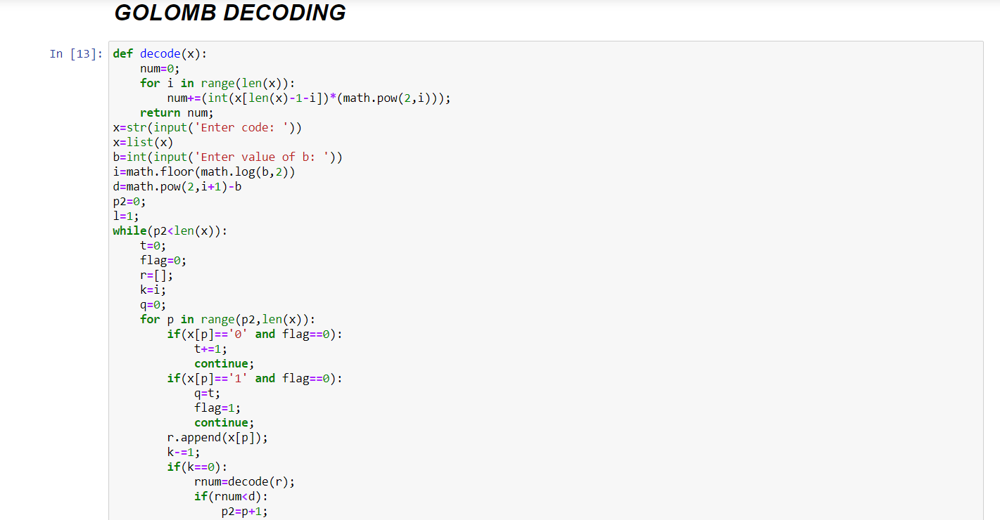 GOLOMB DECODING
In [13]: def decode(x):
    num=0;
    for i in range(len(x)):
        num+=(int(x[len(x)-1-i])*(math.pow(2,i)));
    return num;
x=str(input('Enter code: '))
x=list(x)
b=int(input('Enter value of b: '))
i=math.floor(math.log(b,2))
d=math.pow(2,i+1)-b
p2=0;
l=1;
while(p2<len(x)):
    t=0;
    flag=0;
    r=[];
    k=i;
    q=0;
    for p in range(p2,len(x)):
        if(x[p]=='0' and flag==0):
            t+=1;
            continue;
        if(x[p]=='1' and flag==0):
            q=t;
            flag=1;
            continue;
        r.append(x[p]);
        k-=1;
        if(k==0):
            rnum=decode(r);
            if(rnum<d):
                p2=p+1;